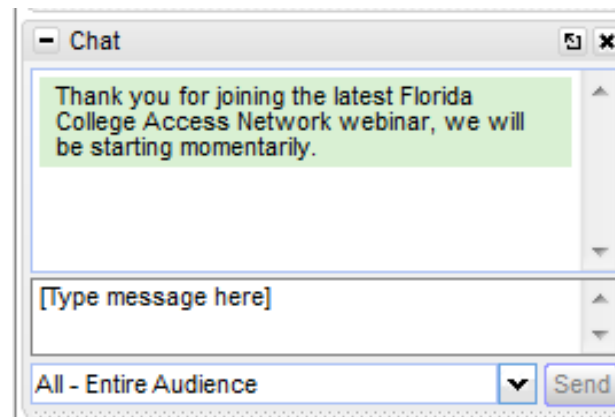 Chat
Thank you for joining the latest Florida
College Access Network webinar, we will
be starting momentarily.
[Type message here]
All - Entire Audience
Send